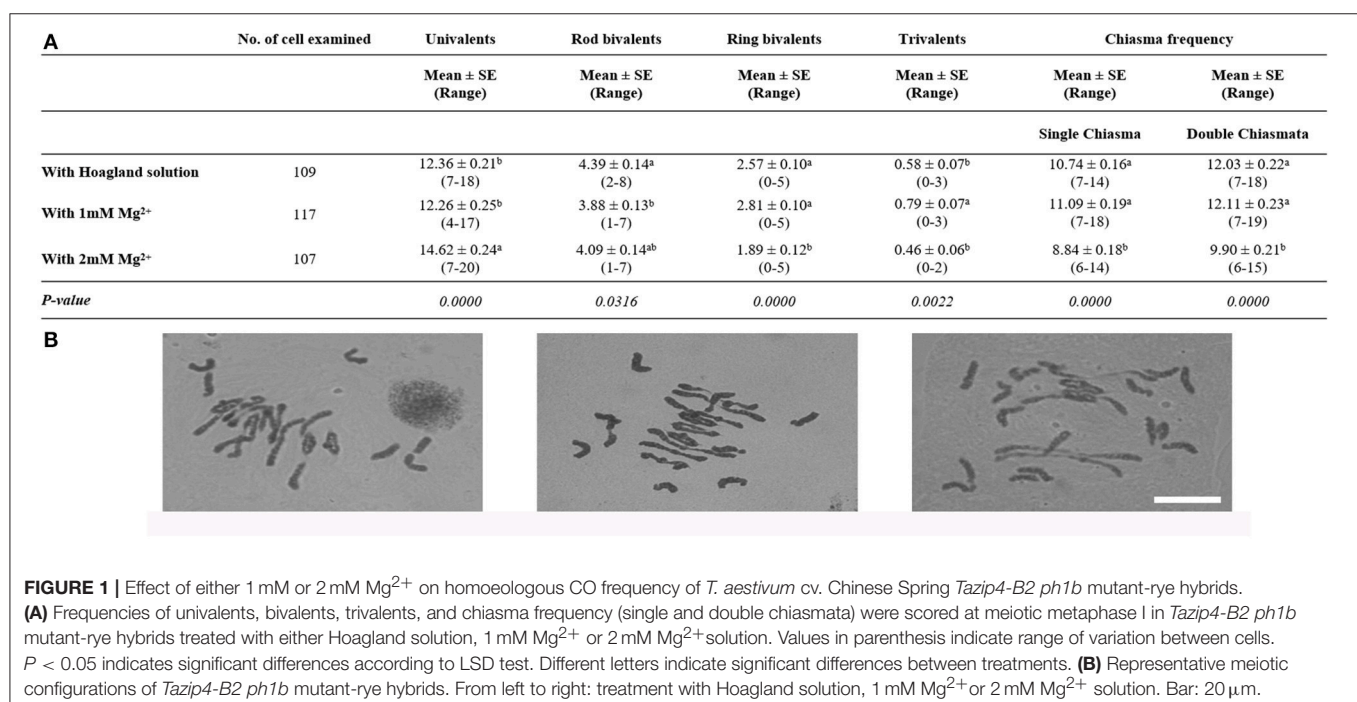 A
No. of cell examined Univalents Rod bivalents Ring bivalents Trivalents Chiasma frequency
Mean ± SE Mean ± SE Mean ± SE Mean ± SE Mean ± SE Mean ± SE
(Range) (Range) (Range) (Range) (Range) (Range)
Single Chiasma Double Chiasmata
With Hoagland solution 109 12.36 ± 0.21ᵇ 4.39 ± 0.14ᵃ 2.57 ± 0.10ᵃ 0.58 ± 0.07ᵇ 10.74 ± 0.16ᵃ 12.03 ± 0.22ᵃ
(7-18) (2-8) (0-5) (0-3) (7-14) (7-18)
With 1mM Mg²⁺ 117 12.26 ± 0.25ᵇ 3.88 ± 0.13ᵇ 2.81 ± 0.10ᵃ 0.79 ± 0.07ᵃ 11.09 ± 0.19ᵃ 12.11 ± 0.23ᵃ
(4-17) (1-7) (0-5) (0-3) (7-18) (7-19)
With 2mM Mg²⁺ 107 14.62 ± 0.24ᵃ 4.09 ± 0.14ᵃᵇ 1.89 ± 0.12ᵇ 0.46 ± 0.06ᵇ 8.84 ± 0.18ᵇ 9.90 ± 0.21ᵇ
(7-20) (1-7) (0-5) (0-2) (6-14) (6-15)
P-value 0.0000 0.0316 0.0000 0.0022 0.0000 0.0000
B
FIGURE 1 | Effect of either 1 mM or 2 mM Mg²⁺ on homoeologous CO frequency of T. aestivum cv. Chinese Spring Tazip4-B2 ph1b mutant-rye hybrids.
(A) Frequencies of univalents, bivalents, trivalents, and chiasma frequency (single and double chiasmata) were scored at meiotic metaphase I in Tazip4-B2 ph1b
mutant-rye hybrids treated with either Hoagland solution, 1 mM Mg²⁺ or 2 mM Mg²⁺solution. Values in parenthesis indicate range of variation between cells.
P < 0.05 indicates significant differences according to LSD test. Different letters indicate significant differences between treatments. (B) Representative meiotic
configurations of Tazip4-B2 ph1b mutant-rye hybrids. From left to right: treatment with Hoagland solution, 1 mM Mg²⁺or 2 mM Mg²⁺ solution. Bar: 20 μm.